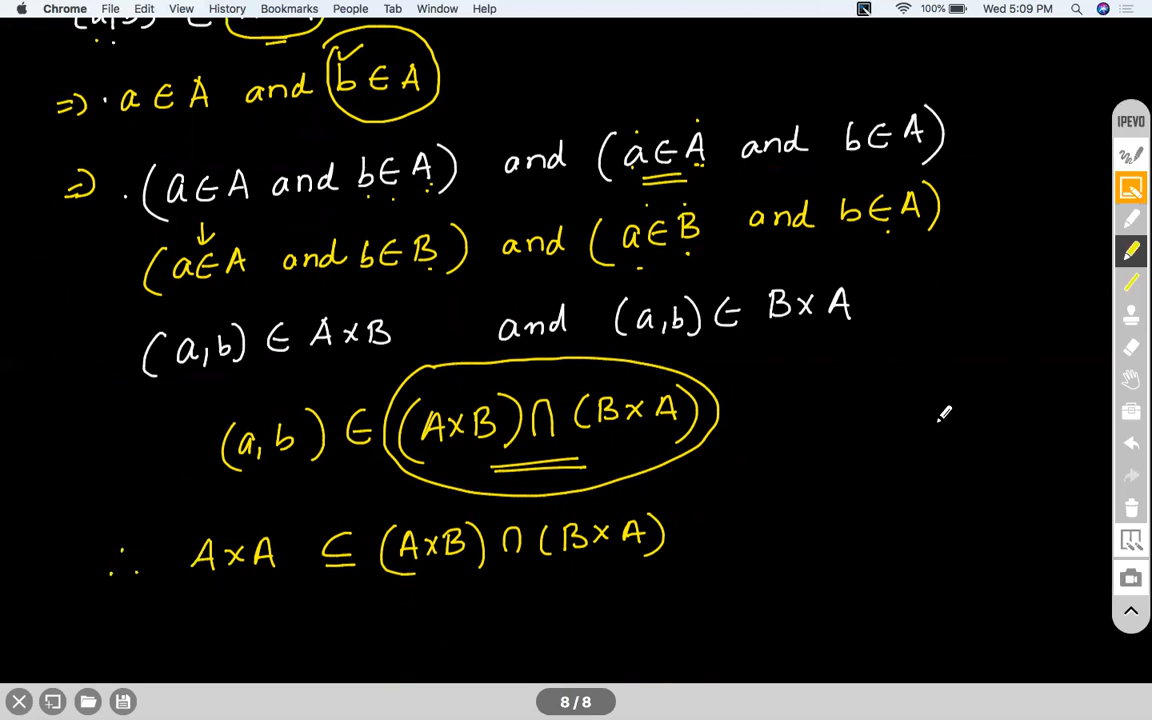 Chrome File Edit View History Bookmarks People Tab Window Help 100% Wed 5:09 PM
⇒ a ∈ A and b ∈ A
IPEVO
⇒ (a ∈ A and b ∈ A) and (a ∈ A and b ∈ A)
(a ∈ A and b ∈ B) and (a ∈ B and b ∈ A)
(a,b) ∈ A×B and (a,b) ∈ B×A
(a,b) ∈ (A×B) ∩ (B×A)
∴ A×A ⊆ (A×B) ∩ (B×A)
8/8